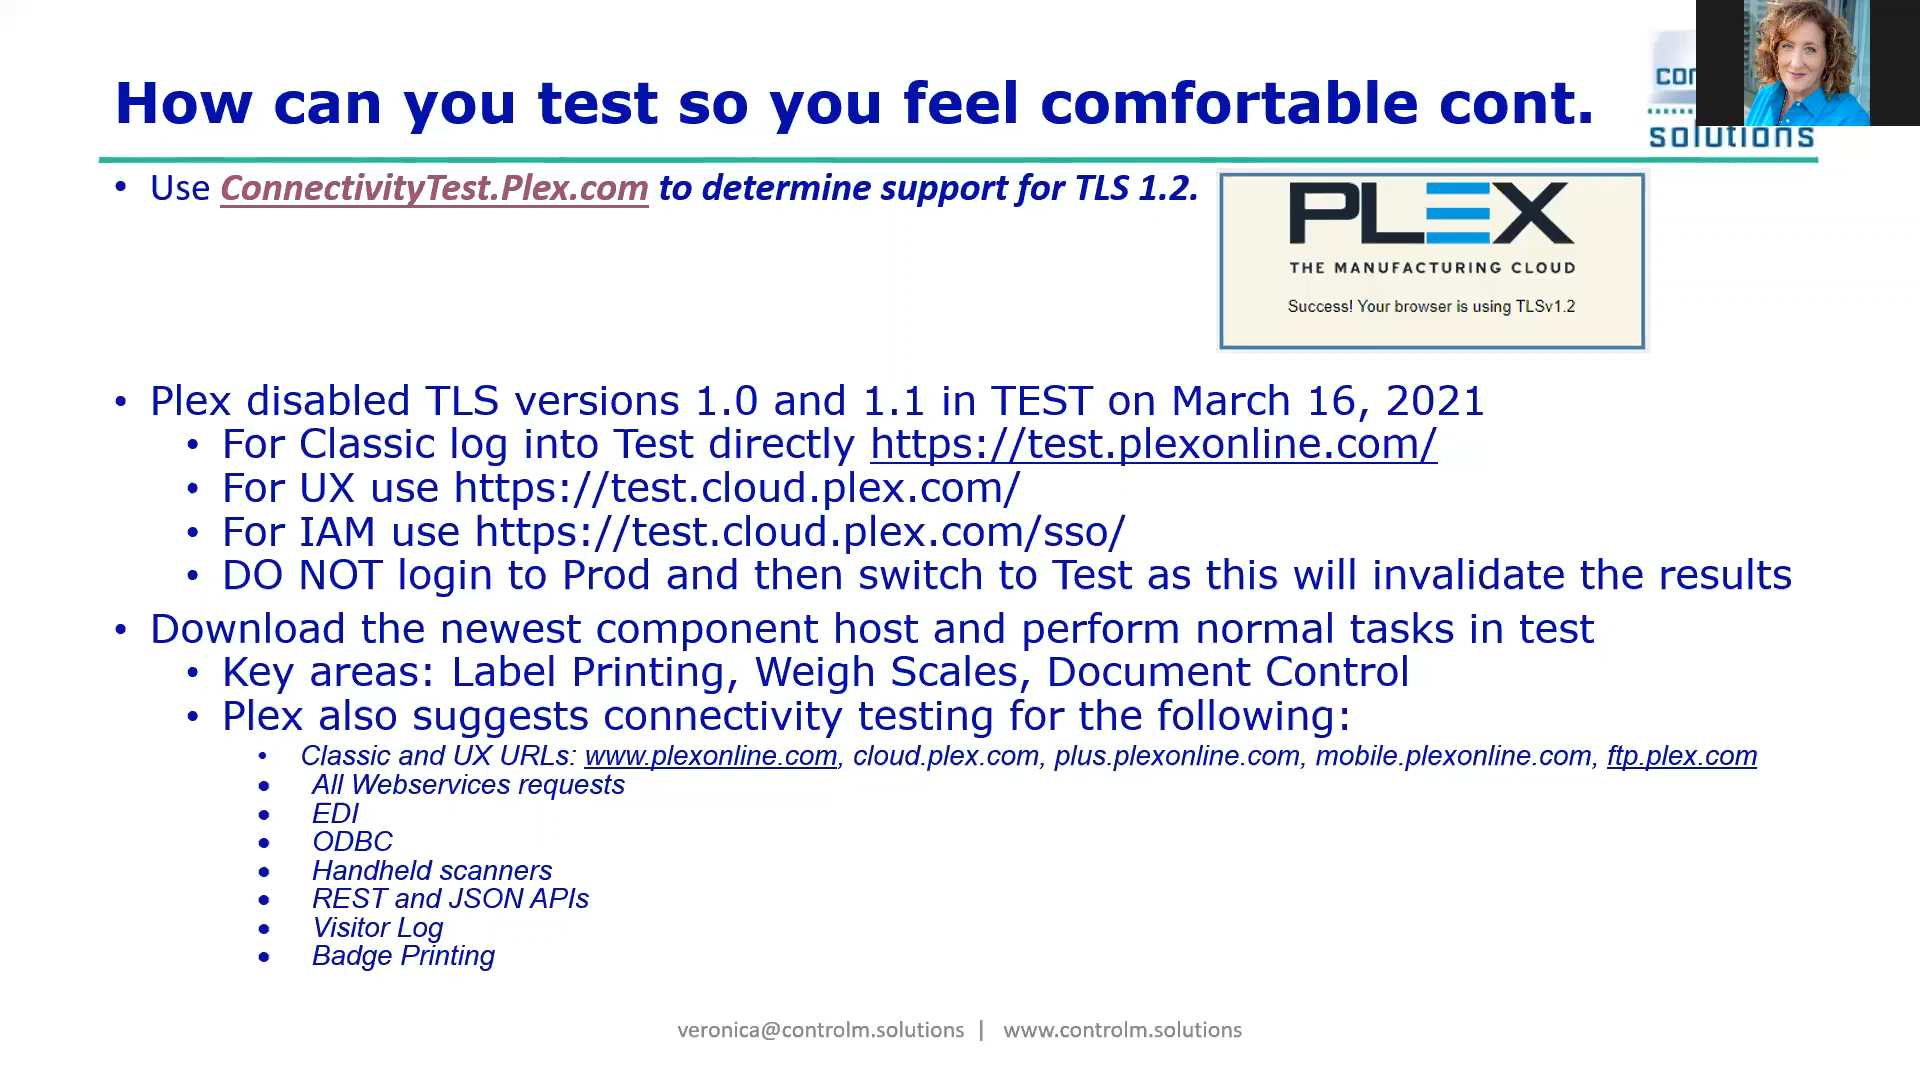 How can you test so you feel comfortable cont.
solutions
• Use ConnectivityTest.Plex.com to determine support for TLS 1.2.
PLEX
THE MANUFACTURING CLOUD
Success! Your browser is using TLSv1.2
• Plex disabled TLS versions 1.0 and 1.1 in TEST on March 16, 2021
• For Classic log into Test directly https://test.plexonline.com/
• For UX use https://test.cloud.plex.com/
• For IAM use https://test.cloud.plex.com/sso/
• DO NOT login to Prod and then switch to Test as this will invalidate the results
• Download the newest component host and perform normal tasks in test
• Key areas: Label Printing, Weigh Scales, Document Control
• Plex also suggests connectivity testing for the following:
• Classic and UX URLs: www.plexonline.com, cloud.plex.com, plus.plexonline.com, mobile.plexonline.com, ftp.plex.com
• All Webservices requests
• EDI
• ODBC
• Handheld scanners
• REST and JSON APIs
• Visitor Log
• Badge Printing
veronica@controlm.solutions | www.controlm.solutions